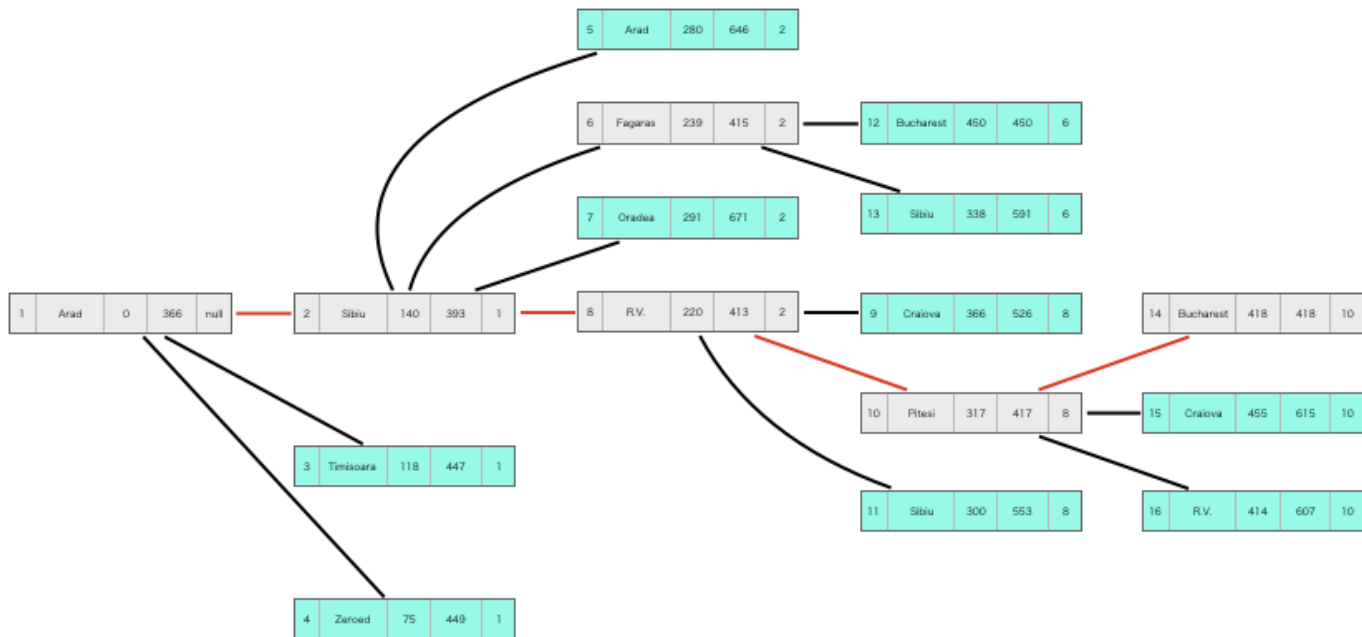 5 Arad 280 646 2
6 Fagaras 239 415 2
12 Bucharest 450 450 6
7 Oradea 291 671 2
13 Sibiu 338 591 6
1 Arad 0 366 null
2 Sibiu 140 393 1
8 R.V. 220 413 2
9 Craiova 366 526 8
14 Bucharest 418 418 10
10 Pitesi 317 417 8
15 Craiova 455 615 10
3 Timisoara 118 447 1
11 Sibiu 300 553 8
16 R.V. 414 607 10
4 Zeroed 75 449 1